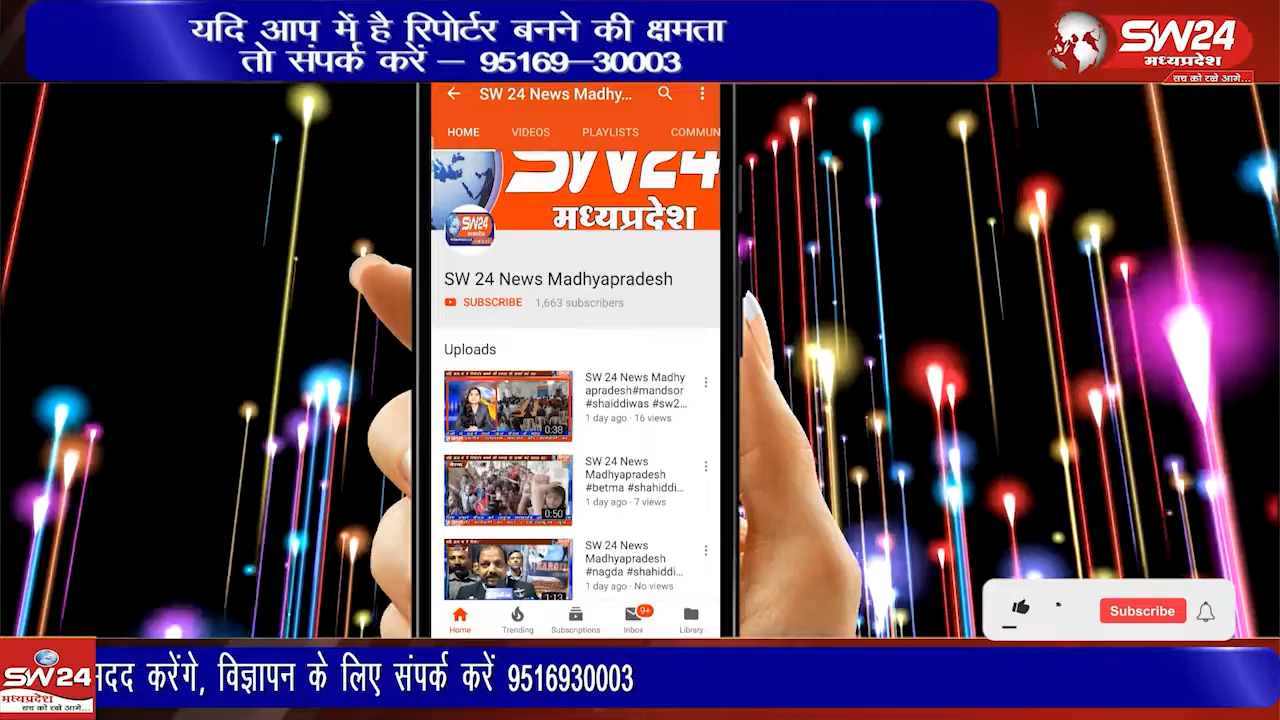 यदि आप में है रिपोर्टर बनने की क्षमता
तो संपर्क करें – 95169–30003
SW24
मध्यप्रदेश
सच को रखे आगे...
SW 24 News Madhy...
HOME VIDEOS PLAYLISTS COMMUN
SW24
मध्यप्रदेश
SW24
SW 24 News Madhyapradesh
SUBSCRIBE 1,663 subscribers
Uploads
SW 24 News Madhy
apradesh#mandsor
#shaiddiwas #sw2...
1 day ago · 16 views
0:38
SW 24 News
Madhyapradesh
#betma #shahiddi...
1 day ago · 7 views
0:50
SW 24 News
Madhyapradesh
#nagda #shahiddi...
1 day ago · No views
1:13
9+
Home Trending Subscriptions Inbox Library
Subscribe
SW24
मध्यप्रदेश
सच को रखे आगे...
मदद करेंगे, विज्ञापन के लिए संपर्क करें 9516930003